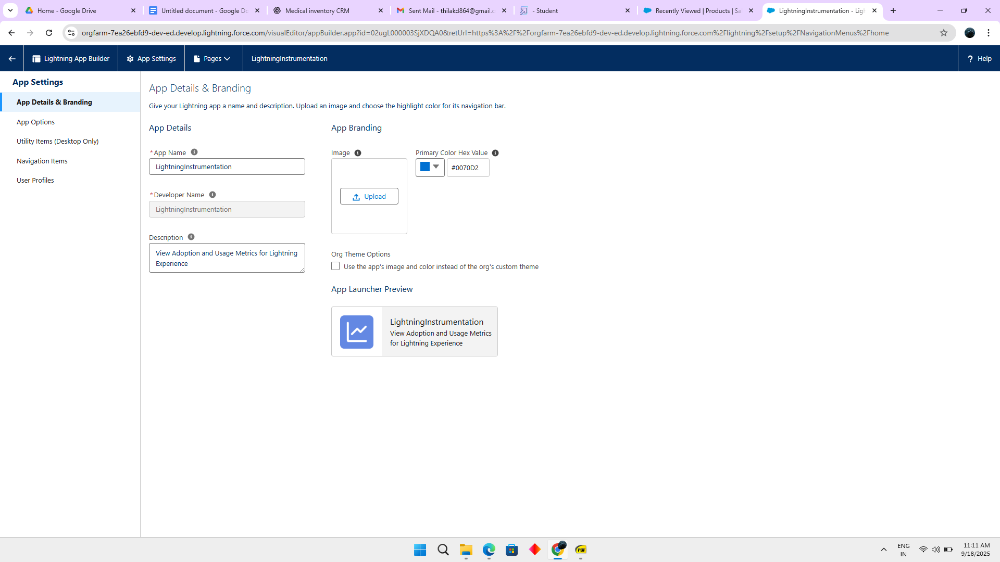 Home - Google Drive
Untitled document - Google Do
Medical inventory CRM
Sent Mail - thilakd864@gmail.c
- Student
Recently Viewed | Products | Sal
LightningInstrumentation - Ligh
orgfarm-7ea26ebfd9-dev-ed.develop.lightning.force.com/visualEditor/appBuilder.app?id=02ugL000003SjXDQA0&retUrl=https%3A%2F%2Forgfarm-7ea26ebfd9-dev-ed.develop.lightning.force.com%2Flightning%2Fsetup%2FNavigationMenus%2Fhome
Lightning App Builder
App Settings
Pages
LightningInstrumentation
? Help
App Settings
App Details & Branding
App Options
Utility Items (Desktop Only)
Navigation Items
User Profiles
App Details & Branding
Give your Lightning app a name and description. Upload an image and choose the highlight color for its navigation bar.
App Details
*App Name
LightningInstrumentation
*Developer Name
LightningInstrumentation
Description
View Adoption and Usage Metrics for Lightning
Experience
App Branding
Image
Upload
Primary Color Hex Value
#0070D2
Org Theme Options
Use the app's image and color instead of the org's custom theme
App Launcher Preview
LightningInstrumentation
View Adoption and Usage Metrics
for Lightning Experience
PDF
ENG
IN
11:11 AM
9/18/2025